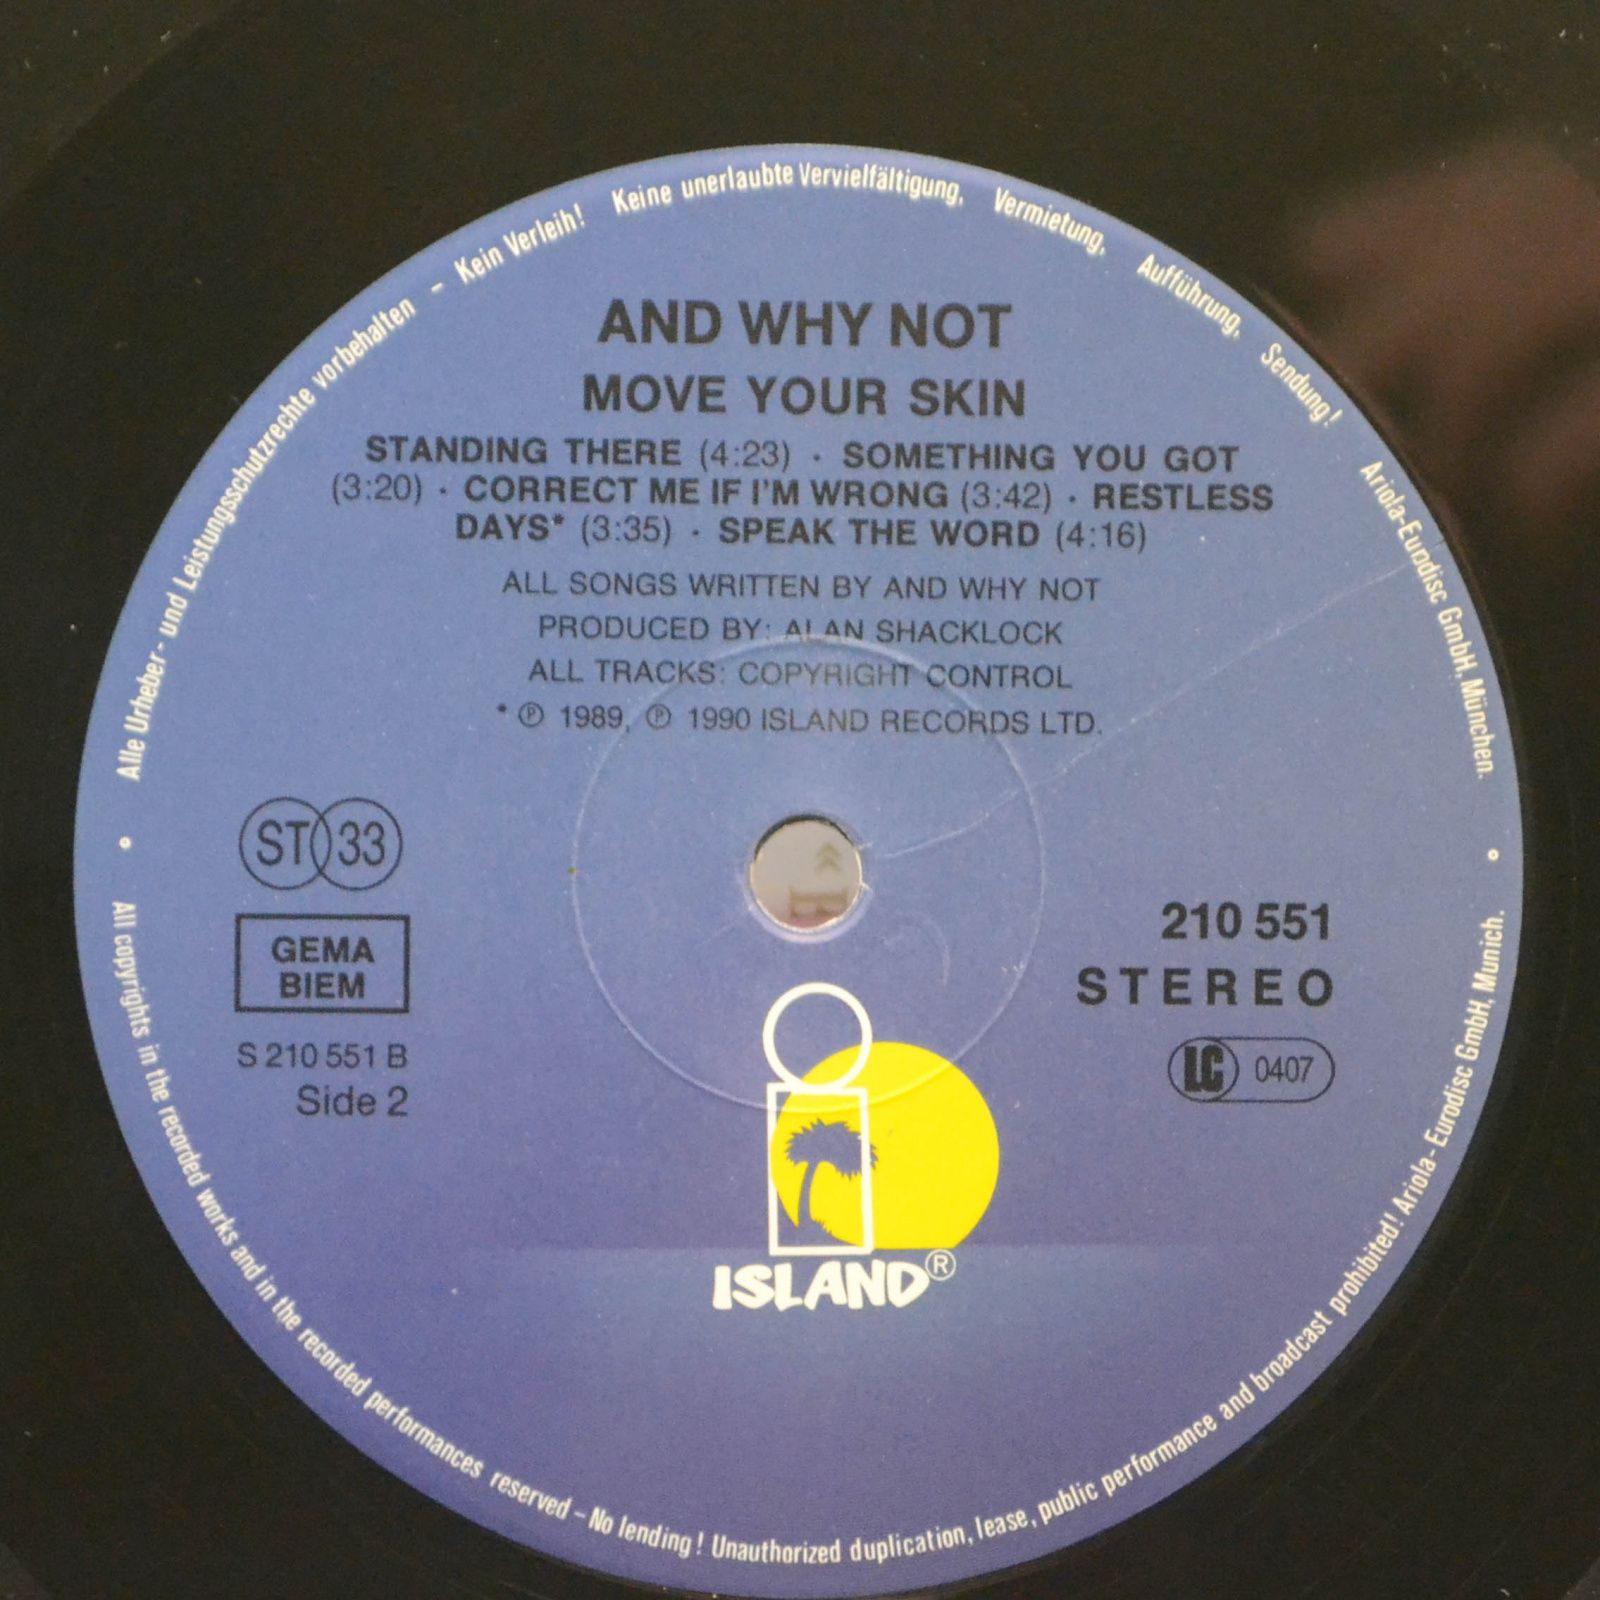 Alle Urheber- und Leistungsschutzrechte vorbehalten – Kein Verleih! Keine unerlaubte Vervielfältigung, Vermietung, Aufführung, Sendung! Ariola-Eurodisc GmbH, München.
AND WHY NOT
MOVE YOUR SKIN
STANDING THERE (4:23) · SOMETHING YOU GOT
(3:20) · CORRECT ME IF I'M WRONG (3:42) · RESTLESS
DAYS* (3:35) · SPEAK THE WORD (4:16)
ALL SONGS WRITTEN BY AND WHY NOT
PRODUCED BY: ALAN SHACKLOCK
ALL TRACKS: COPYRIGHT CONTROL
* ℗ 1989, ℗ 1990 ISLAND RECORDS LTD.
ST 33
GEMA
BIEM
S 210 551 B
Side 2
210 551
STEREO
LC 0407
ISLAND®
All copyrights in the recorded works and in the recorded performances reserved – No lending! Unauthorized duplication, lease, public performance and broadcast prohibited! Ariola-Eurodisc GmbH, Munich.